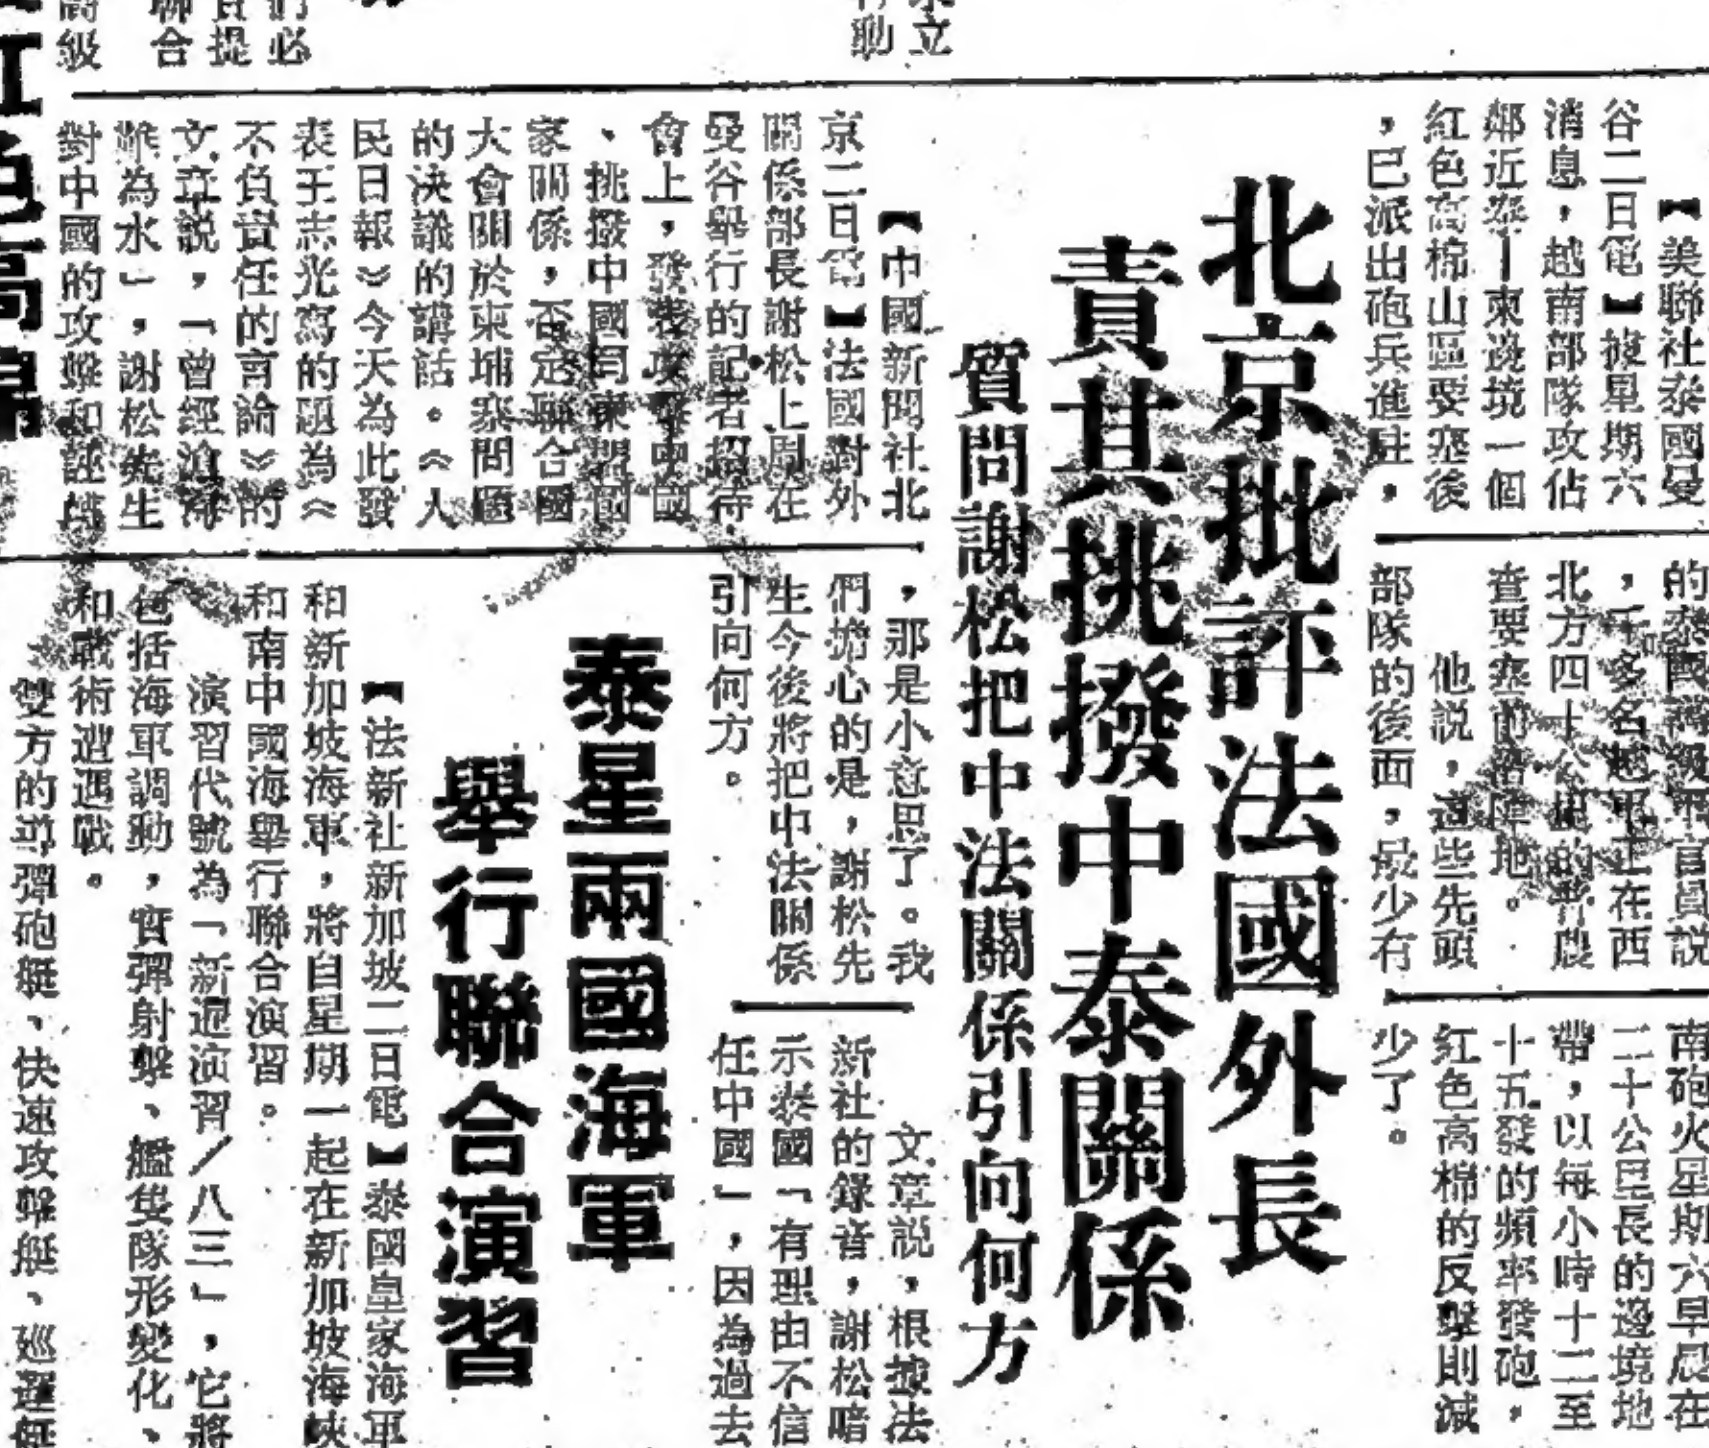 【美聯社泰國曼
谷二日電】據星期六
消息，越南部隊攻佔
鄰近泰－柬邊境一個
紅色高棉山區要塞後
，已派出砲兵進駐，
的泰國高級軍官員說
，千多名越軍正在西
北方四十公里的
查要塞陣地。
他說，這些先頭
部隊的後面，最少有
南砲火星期六早晨在
二十公里長的邊境地
帶，以每小時十二至
十五發的頻率發砲，
紅色高棉的反擊則減
少了。
北京批評法國外長
責其挑撥中泰關係
質問謝松把中法關係引向何方
【中國新聞社北
京二日電】法國對外
關係部長謝松上周在
曼谷舉行的記者招待
會上，發表攻擊中國
、挑撥中國同東盟國
家關係，否定聯合國
大會關於柬埔寨問題
的決議的講話。《人
民日報》今天為此發
表王志光寫的題為《
不負責任的言論》的
文章說，「曾經滄海
難為水」，謝松先生
對中國的攻擊和誣蔑
，那是小意思了。我
們擔心的是，謝松先
生今後將把中法關係
引向何方。
文章說，根據法
新社的錄音，謝松暗
示泰國「有理由不信
任中國」，因為過去
泰星兩國海軍
舉行聯合演習
【法新社新加坡二日電】泰國皇家海軍
和新加坡海軍，將自星期一起在新加坡海峽
和南中國海舉行聯合演習。
演習代號為「新暹演習／八三」，它將
包括海軍調動，實彈射擊、艦隻隊形變化、
和戰術遭遇戰。
雙方的導彈砲艇、快速攻擊艇、巡邏艇
紅色高棉